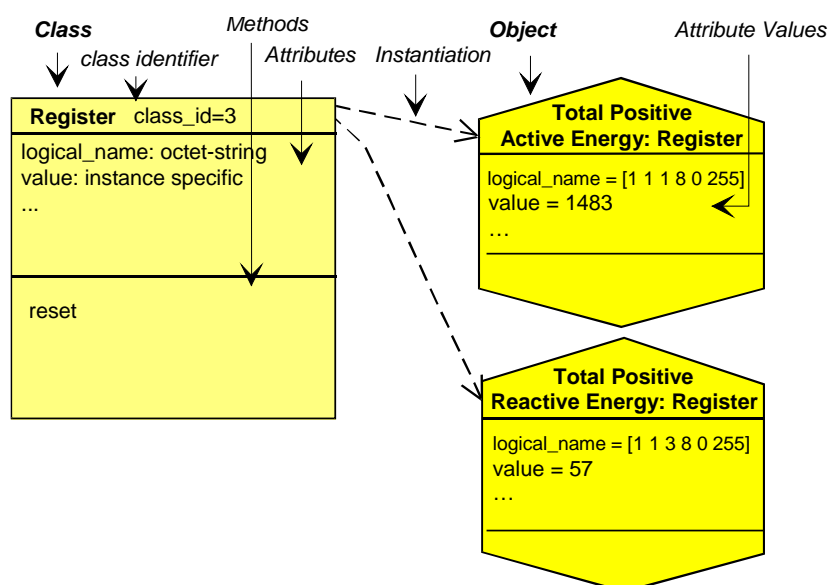 Class
class identifier
Methods
Attributes
Instantiation
Object
Attribute Values
Register class_id=3
logical_name: octet-string
value: instance specific
...
reset
Total Positive
Active Energy: Register
logical_name = [1 1 1 8 0 255]
value = 1483
…
Total Positive
Reactive Energy: Register
logical_name = [1 1 3 8 0 255]
value = 57
…